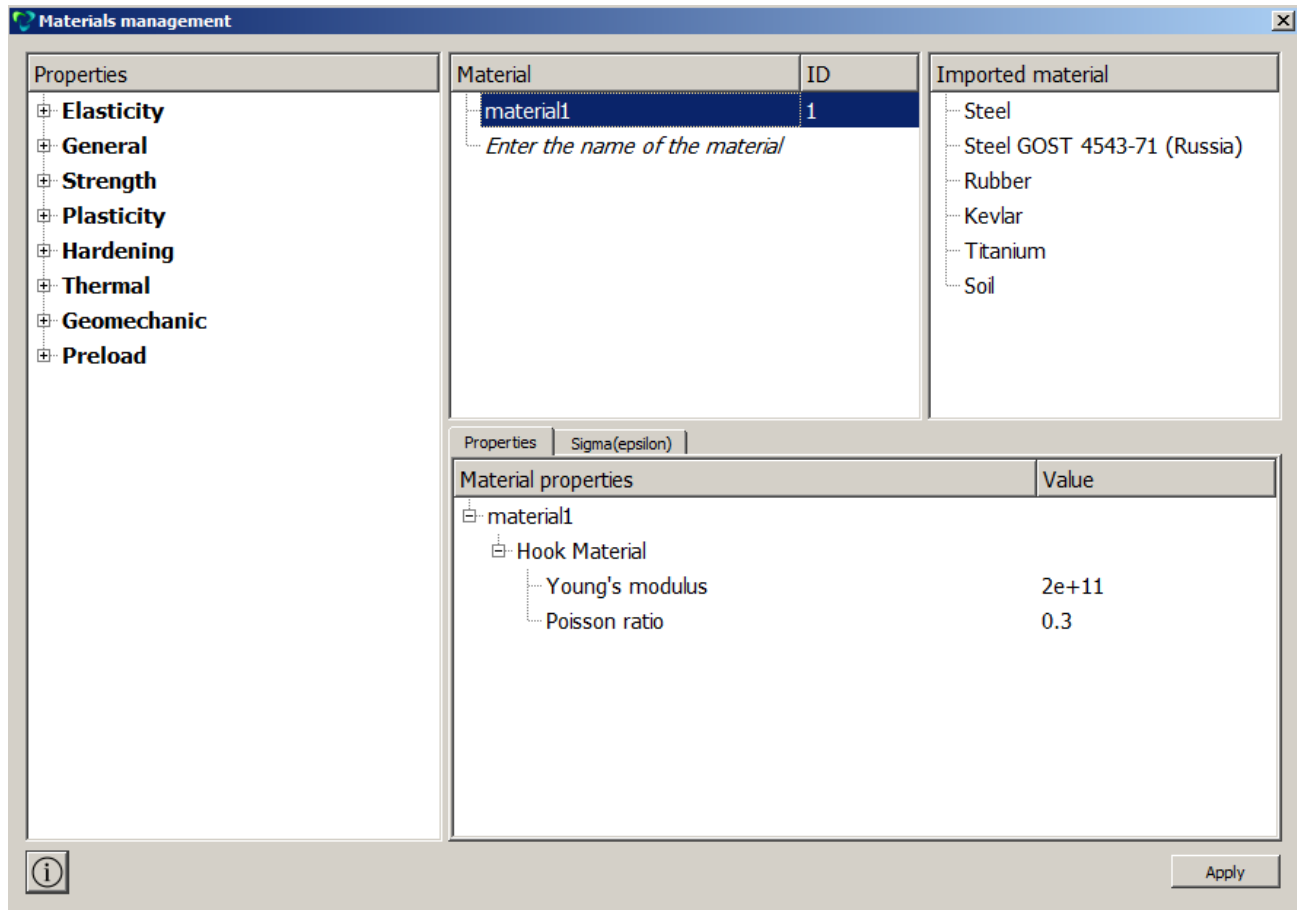 Materials management
Properties
Elasticity
General
Strength
Plasticity
Hardening
Thermal
Geomechanic
Preload
Material ID
material1 1
Enter the name of the material
Imported material
Steel
Steel GOST 4543-71 (Russia)
Rubber
Kevlar
Titanium
Soil
Properties Sigma(epsilon)
Material properties Value
material1
Hook Material
Young's modulus 2e+11
Poisson ratio 0.3
Apply